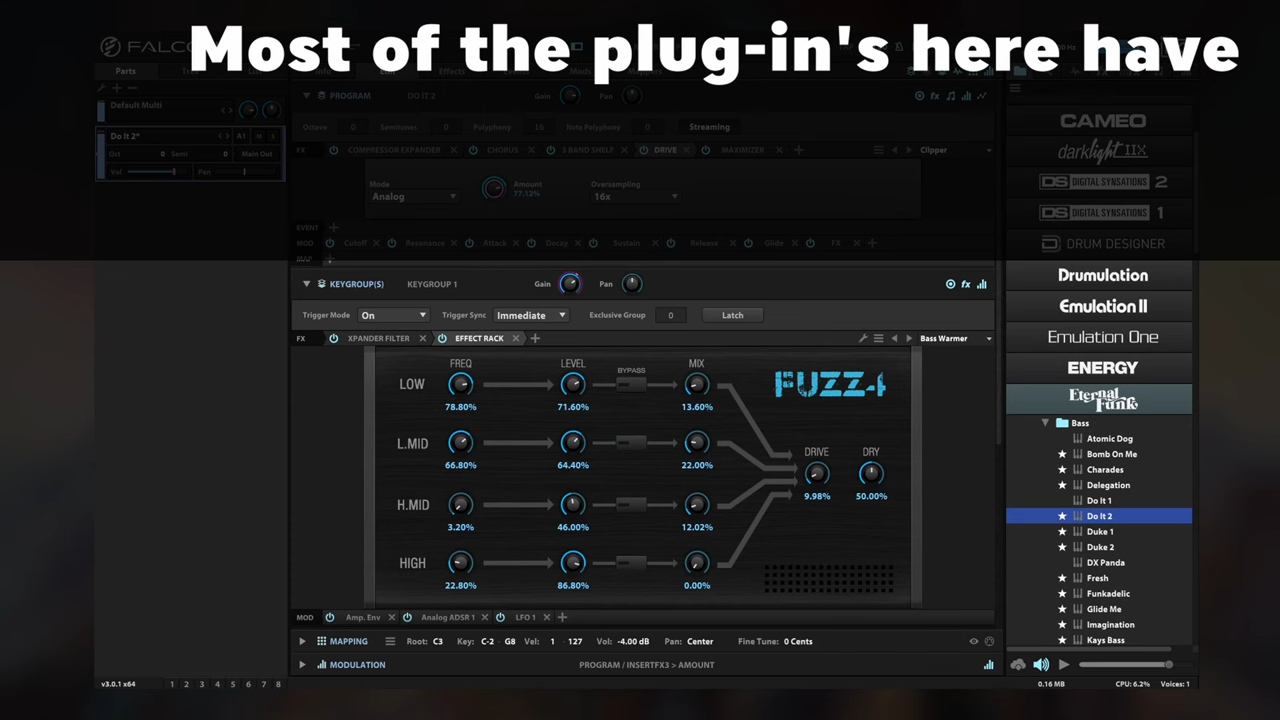 Most of the plug-in's here have
FALCO
Parts
Effects
Default Multi
PROGRAM DO IT 2 Gain Pan
Do It 2* A1 M S
Octave 0 Semitones 0 Polyphony 16 Note Polyphony 0 Streaming
Oct 0 Semi 0 Main Out
Vol Pan
FX COMPRESSOR EXPANDER CHORUS 3 BAND SHELF DRIVE MAXIMIZER Clipper
Mode Amount Oversampling
Analog 77.12% 16x
EVENT
MOD Cutoff Resonance Attack Decay Sustain Release Glide FX
MAP
KEYGROUP(S) KEYGROUP 1 Gain Pan fx
Trigger Mode On Trigger Sync Immediate Exclusive Group 0 Latch
FX XPANDER FILTER EFFECT RACK Bass Warmer
FREQ LEVEL BYPASS MIX
LOW FUZZ4
78.80% 71.60% 13.60%
L.MID
66.80% 64.40% 22.00%
DRIVE DRY
9.98% 50.00%
H.MID
3.20% 46.00% 12.02%
HIGH
22.80% 86.80% 0.00%
MOD Amp. Env Analog ADSR 1 LFO 1
MAPPING Root: C3 Key: C-2 G8 Vel: 1 127 Vol: -4.00 dB Pan: Center Fine Tune: 0 Cents
MODULATION PROGRAM / INSERTFX3 > AMOUNT
v3.0.1 x64 1 2 3 4 5 6 7 8
CAMEO
darklight IIX
DS DIGITAL SYNSATIONS 2
DS DIGITAL SYNSATIONS 1
DRUM DESIGNER
Drumulation
Emulation II
Emulation One
ENERGY
Eternal Funk
Bass
Atomic Dog
Bomb On Me
Charades
Delegation
Do It 1
Do It 2
Duke 1
Duke 2
DX Panda
Fresh
Funkadelic
Glide Me
Imagination
Kays Bass
0.16 MB CPU: 6.2% Voices: 1